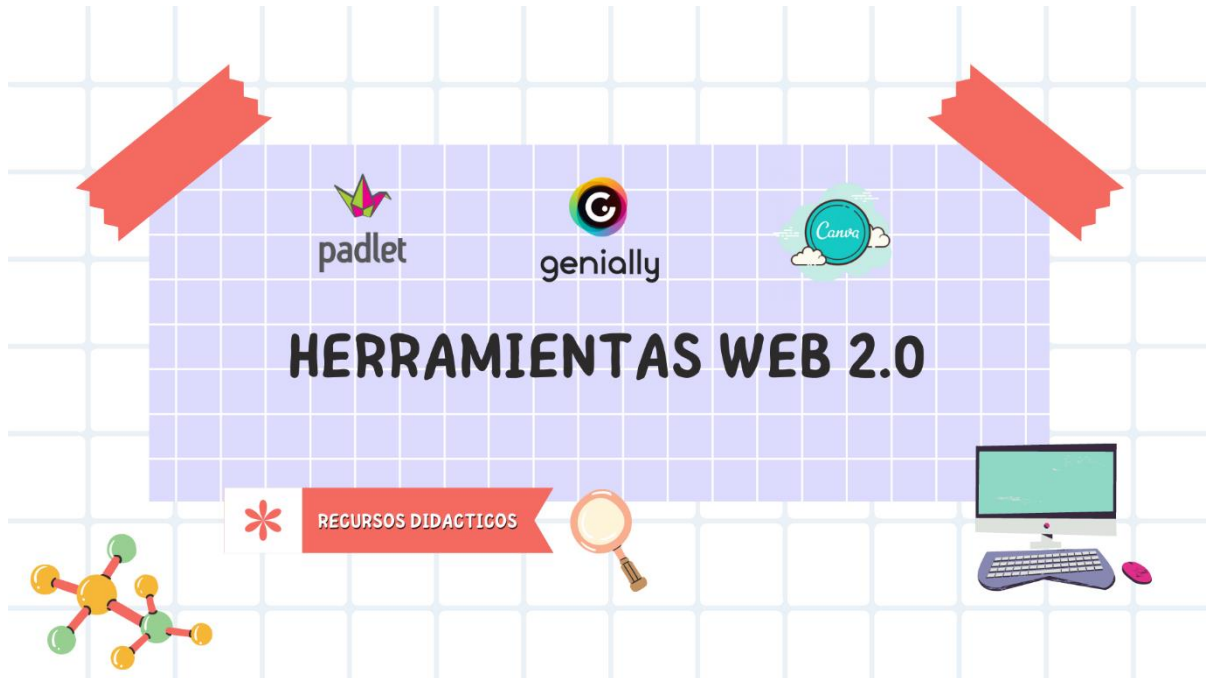 padlet
genially
Canva
HERRAMIENTAS WEB 2.0
RECURSOS DIDACTICOS